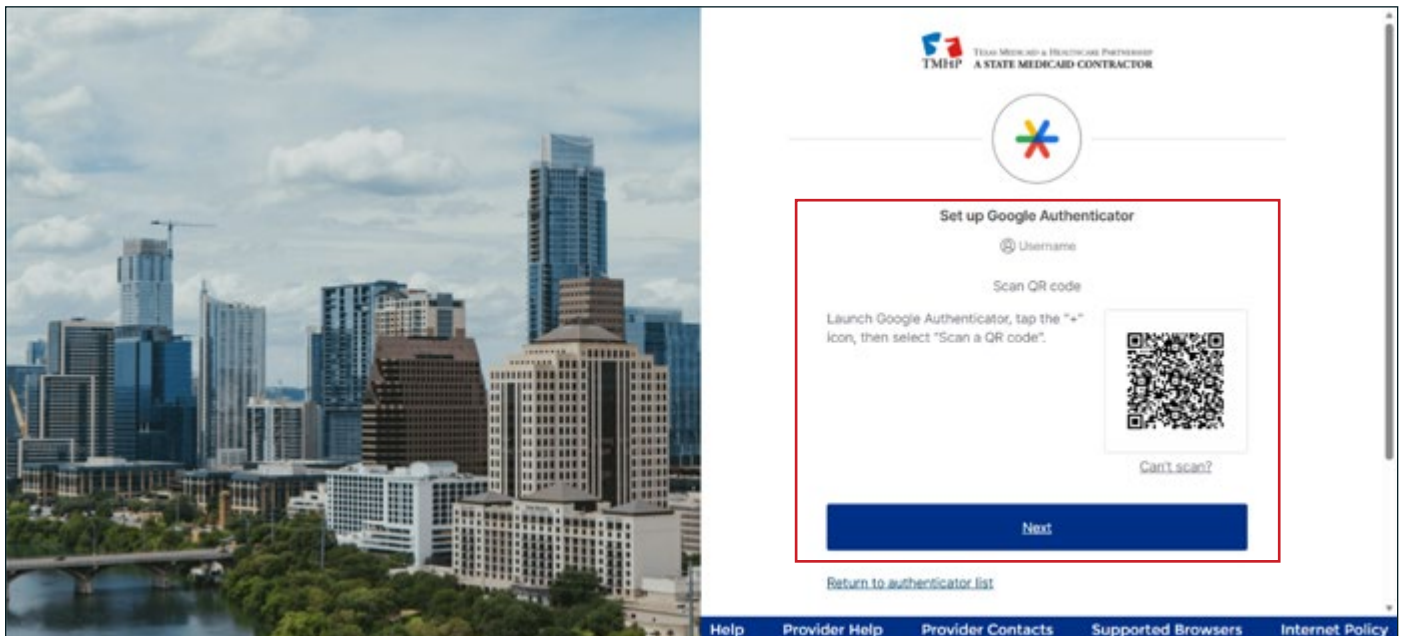 TEXAS MEDICAID & HEALTHCARE PARTNERSHIP
TMHP A STATE MEDICAID CONTRACTOR
Set up Google Authenticator
Username
Scan QR code
Launch Google Authenticator, tap the "+"
icon, then select "Scan a QR code".
Can't scan?
Next
Return to authenticator list
Help Provider Help Provider Contacts Supported Browsers Internet Policy